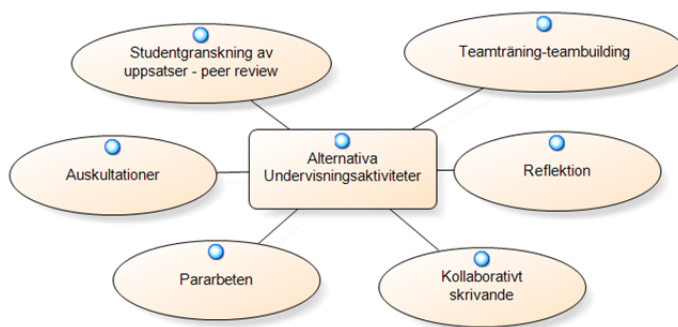 Studentgranskning av
uppsatser - peer review
Teamträning-teambuilding
Alternativa
Undervisningsaktiviteter
Auskultationer
Reflektion
Pararbeten
Kollaborativt
skrivande